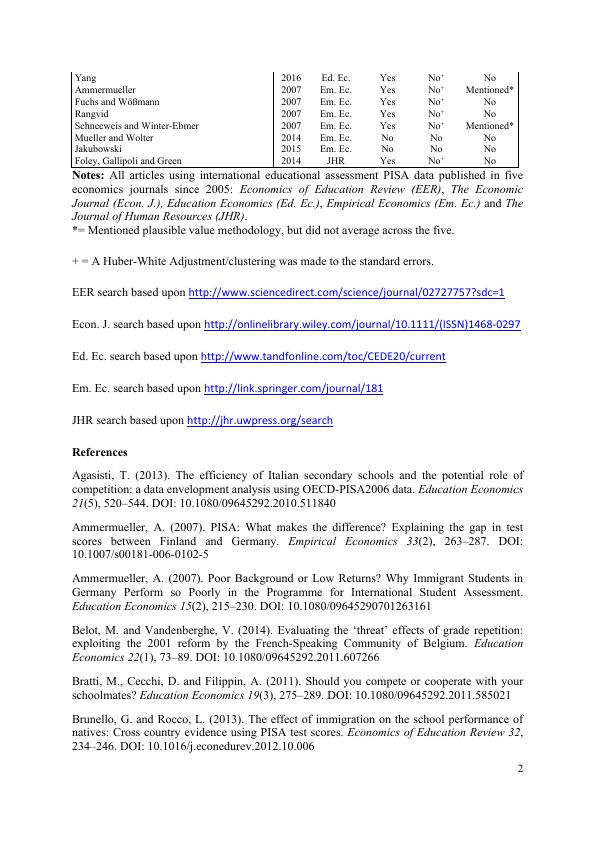 Yang 2016 Ed. Ec. Yes No⁺ No
Ammermueller 2007 Em. Ec. Yes No⁺ Mentioned*
Fuchs and Wößmann 2007 Em. Ec. Yes No⁺ No
Rangvid 2007 Em. Ec. Yes No⁺ No
Schneeweis and Winter-Ebmer 2007 Em. Ec. Yes No⁺ Mentioned*
Mueller and Wolter 2014 Em. Ec. No No No
Jakubowski 2015 Em. Ec. No No No
Foley, Gallipoli and Green 2014 JHR Yes No⁺ No
Notes: All articles using international educational assessment PISA data published in five
economics journals since 2005: Economics of Education Review (EER), The Economic
Journal (Econ. J.), Education Economics (Ed. Ec.), Empirical Economics (Em. Ec.) and The
Journal of Human Resources (JHR).
*= Mentioned plausible value methodology, but did not average across the five.
+ = A Huber-White Adjustment/clustering was made to the standard errors.
EER search based upon http://www.sciencedirect.com/science/journal/02727757?sdc=1
Econ. J. search based upon http://onlinelibrary.wiley.com/journal/10.1111/(ISSN)1468-0297
Ed. Ec. search based upon http://www.tandfonline.com/toc/CEDE20/current
Em. Ec. search based upon http://link.springer.com/journal/181
JHR search based upon http://jhr.uwpress.org/search
References
Agasisti, T. (2013). The efficiency of Italian secondary schools and the potential role of
competition: a data envelopment analysis using OECD-PISA2006 data. Education Economics
21(5), 520–544. DOI: 10.1080/09645292.2010.511840
Ammermueller, A. (2007). PISA: What makes the difference? Explaining the gap in test
scores between Finland and Germany. Empirical Economics 33(2), 263–287. DOI:
10.1007/s00181-006-0102-5
Ammermueller, A. (2007). Poor Background or Low Returns? Why Immigrant Students in
Germany Perform so Poorly in the Programme for International Student Assessment.
Education Economics 15(2), 215–230. DOI: 10.1080/09645290701263161
Belot, M. and Vandenberghe, V. (2014). Evaluating the ‘threat’ effects of grade repetition:
exploiting the 2001 reform by the French-Speaking Community of Belgium. Education
Economics 22(1), 73–89. DOI: 10.1080/09645292.2011.607266
Bratti, M., Cecchi, D. and Filippin, A. (2011). Should you compete or cooperate with your
schoolmates? Education Economics 19(3), 275–289. DOI: 10.1080/09645292.2011.585021
Brunello, G. and Rocco, L. (2013). The effect of immigration on the school performance of
natives: Cross country evidence using PISA test scores. Economics of Education Review 32,
234–246. DOI: 10.1016/j.econedurev.2012.10.006
2